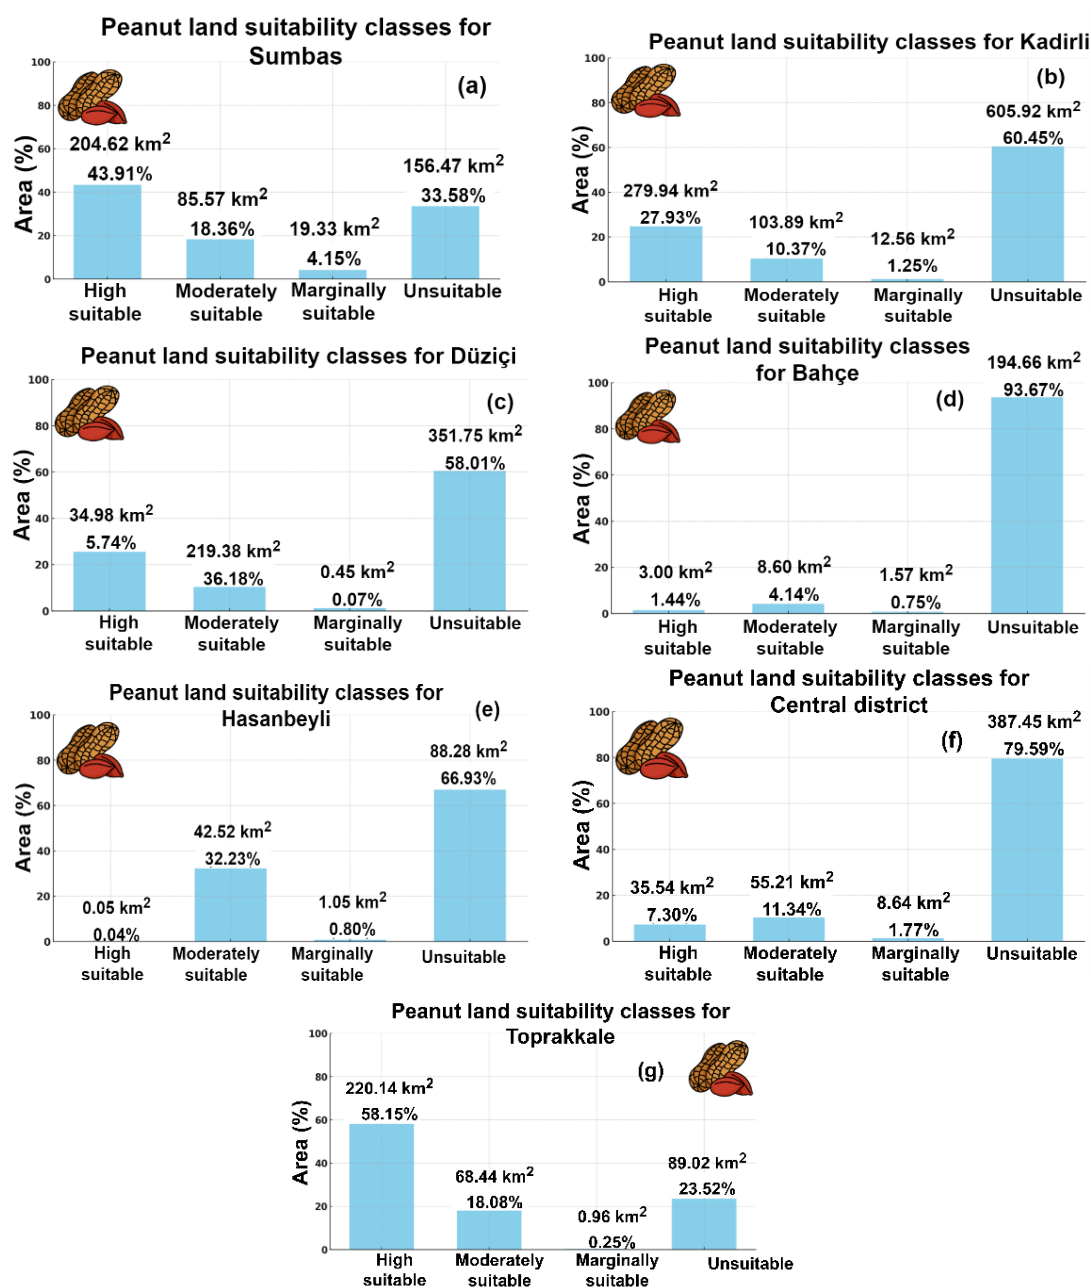 Peanut land suitability classes for
Sumbas
(a)
Area (%)
100
80
60
40
20
0
204.62 km²
43.91%
85.57 km²
18.36%
19.33 km²
4.15%
156.47 km²
33.58%
High
suitable
Moderately
suitable
Marginally
suitable
Unsuitable
Peanut land suitability classes for Kadirli
(b)
Area (%)
100
80
60
40
20
0
279.94 km²
27.93%
103.89 km²
10.37%
12.56 km²
1.25%
605.92 km²
60.45%
High
suitable
Moderately
suitable
Marginally
suitable
Unsuitable
Peanut land suitability classes for Düziçi
(c)
Area (%)
100
80
60
40
20
0
34.98 km²
5.74%
219.38 km²
36.18%
0.45 km²
0.07%
351.75 km²
58.01%
High
suitable
Moderately
suitable
Marginally
suitable
Unsuitable
Peanut land suitability classes
for Bahçe
(d)
Area (%)
100
80
60
40
20
0
3.00 km²
1.44%
8.60 km²
4.14%
1.57 km²
0.75%
194.66 km²
93.67%
High
suitable
Moderately
suitable
Marginally
suitable
Unsuitable
Peanut land suitability classes for
Hasanbeyli
(e)
Area (%)
100
80
60
40
20
0
0.05 km²
0.04%
42.52 km²
32.23%
1.05 km²
0.80%
88.28 km²
66.93%
High
suitable
Moderately
suitable
Marginally
suitable
Unsuitable
Peanut land suitability classes for
Central district
(f)
Area (%)
100
80
60
40
20
0
35.54 km²
7.30%
55.21 km²
11.34%
8.64 km²
1.77%
387.45 km²
79.59%
High
suitable
Moderately
suitable
Marginally
suitable
Unsuitable
Peanut land suitability classes for
Toprakkale
(g)
Area (%)
100
80
60
40
20
0
220.14 km²
58.15%
68.44 km²
18.08%
0.96 km²
0.25%
89.02 km²
23.52%
High
suitable
Moderately
suitable
Marginally
suitable
Unsuitable